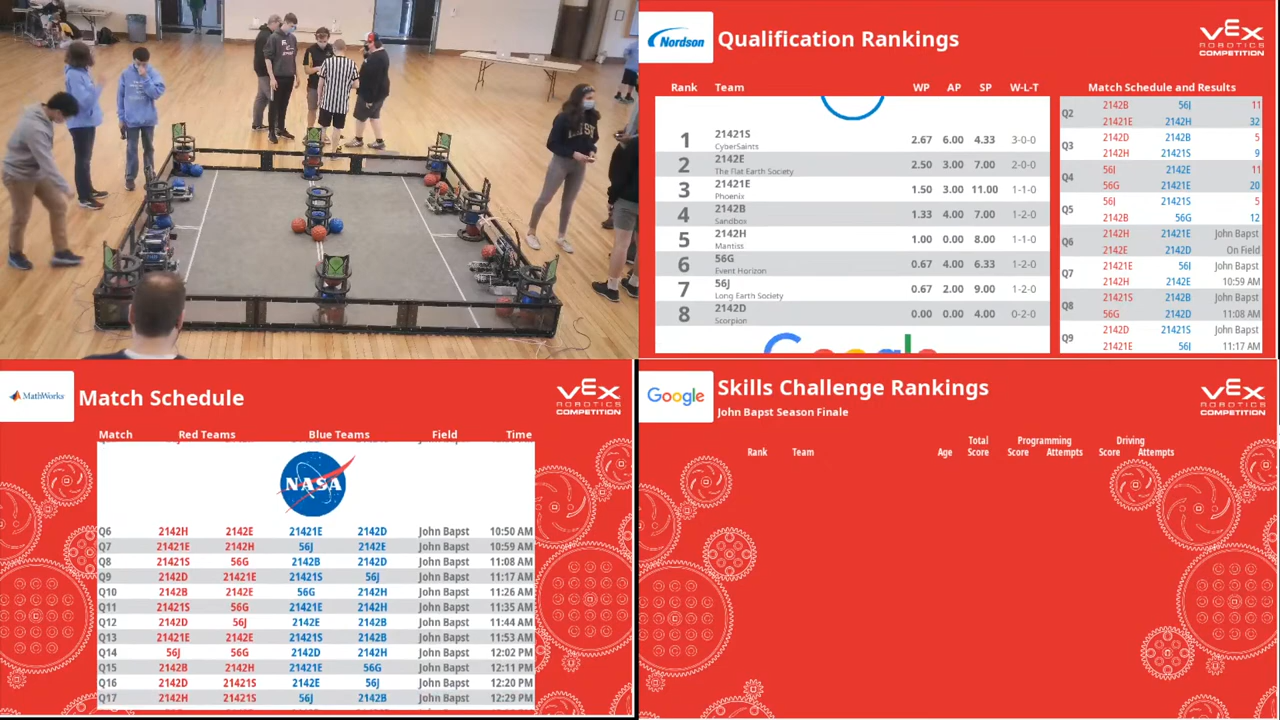 Nordson
Qualification Rankings
VEX
ROBOTICS
COMPETITION
Rank Team WP AP SP W-L-T
1 21421S 2.67 6.00 4.33 3-0-0
CyberSaints
2 2142E 2.50 3.00 7.00 2-0-0
The Flat Earth Society
3 21421E 1.50 3.00 11.00 1-1-0
Phoenix
4 2142B 1.33 4.00 7.00 1-2-0
Sandbox
5 2142H 1.00 0.00 8.00 1-1-0
Mantiss
6 56G 0.67 4.00 6.33 1-2-0
Event Horizon
7 56J 0.67 2.00 9.00 1-2-0
Long Earth Society
8 2142D 0.00 0.00 4.00 0-2-0
Scorpion
Google
Match Schedule and Results
Q2 2142B 56J 11
21421E 2142H 32
Q3 2142D 2142B 5
2142H 21421S 9
Q4 56J 2142E 11
56G 21421E 20
Q5 56J 21421S 5
2142B 56G 12
Q6 2142H 21421E John Bapst
2142E 2142D On Field
Q7 21421E 56J John Bapst
2142H 2142E 10:59 AM
Q8 21421S 2142B John Bapst
56G 2142D 11:08 AM
Q9 2142D 21421S John Bapst
21421E 56J 11:17 AM
MathWorks
Match Schedule
VEX
ROBOTICS
COMPETITION
Match Red Teams Blue Teams Field Time
NASA
Q6 2142H 2142E 21421E 2142D John Bapst 10:50 AM
Q7 21421E 2142H 56J 2142E John Bapst 10:59 AM
Q8 21421S 56G 2142B 2142D John Bapst 11:08 AM
Q9 2142D 21421E 21421S 56J John Bapst 11:17 AM
Q10 2142B 2142E 56G 2142H John Bapst 11:26 AM
Q11 21421S 56G 21421E 2142H John Bapst 11:35 AM
Q12 2142D 56J 2142E 2142B John Bapst 11:44 AM
Q13 21421E 2142E 21421S 2142B John Bapst 11:53 AM
Q14 56J 56G 2142D 2142H John Bapst 12:02 PM
Q15 2142B 2142H 21421E 56G John Bapst 12:11 PM
Q16 2142D 21421S 2142E 56J John Bapst 12:20 PM
Q17 2142H 21421S 56J 2142B John Bapst 12:29 PM
Google
Skills Challenge Rankings
John Bapst Season Finale
VEX
ROBOTICS
COMPETITION
Total Programming Driving
Rank Team Age Score Score Attempts Score Attempts